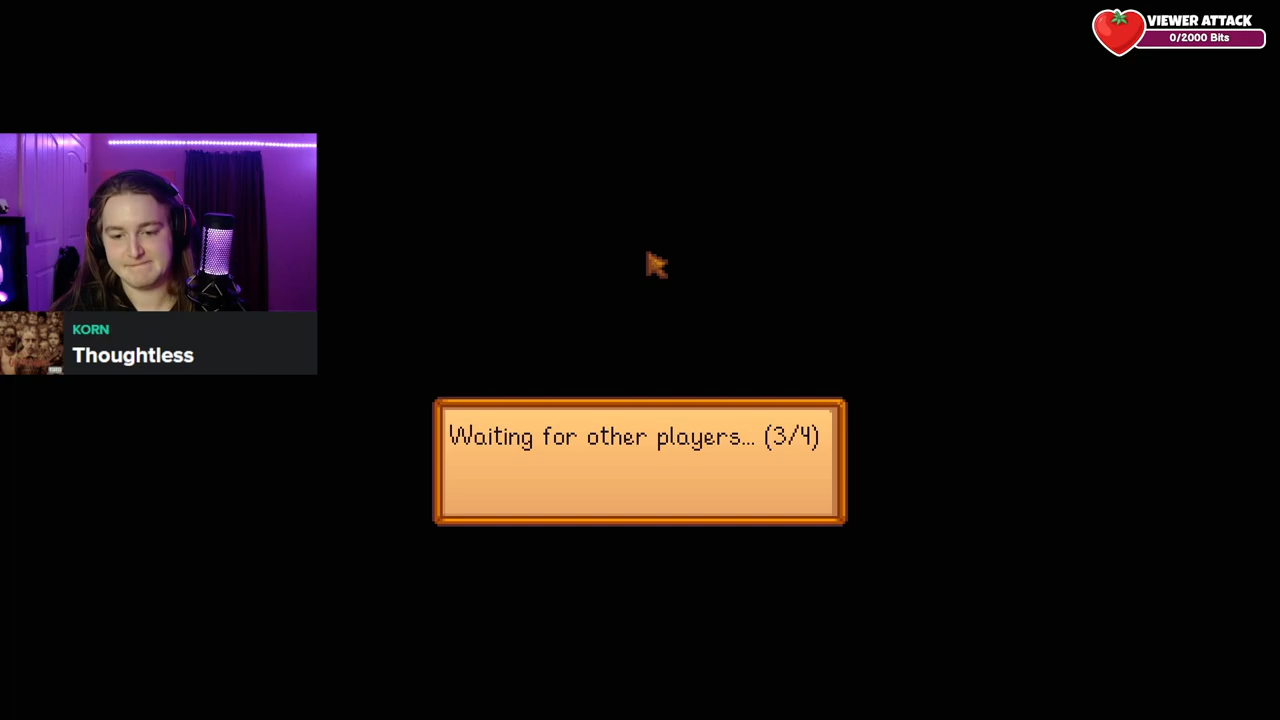 VIEWER ATTACK
0/2000 Bits
KORN
Thoughtless
Waiting for other players... (3/4)